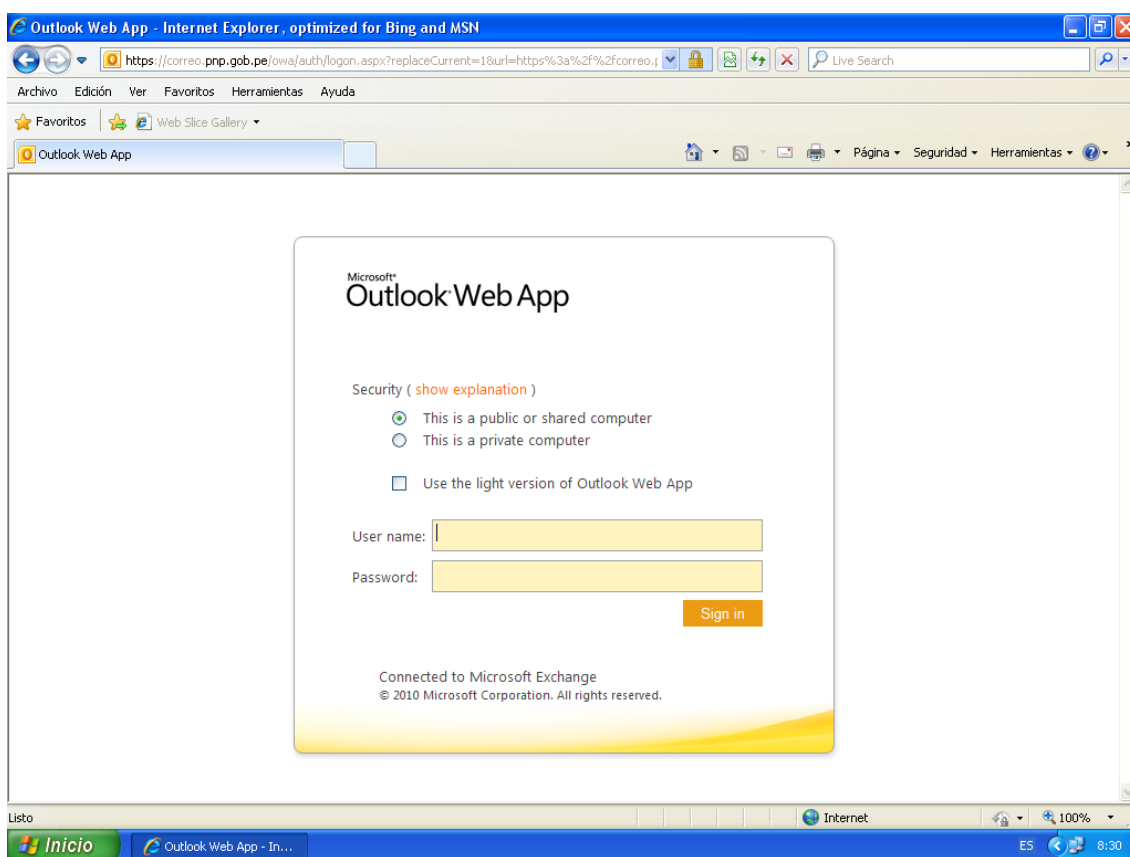 Outlook Web App - Internet Explorer, optimized for Bing and MSN
https://correo.pnp.gob.pe/owa/auth/logon.aspx?replaceCurrent=1&url=https%3a%2f%2fcorreo.p
Live Search
Archivo Edición Ver Favoritos Herramientas Ayuda
Favoritos Web Slice Gallery
Outlook Web App Página Seguridad Herramientas
Microsoft®
Outlook Web App
Security ( show explanation )
This is a public or shared computer
This is a private computer
Use the light version of Outlook Web App
User name:
Password:
Sign in
Connected to Microsoft Exchange
© 2010 Microsoft Corporation. All rights reserved.
Listo Internet 100%
Inicio Outlook Web App - In... ES 8:30